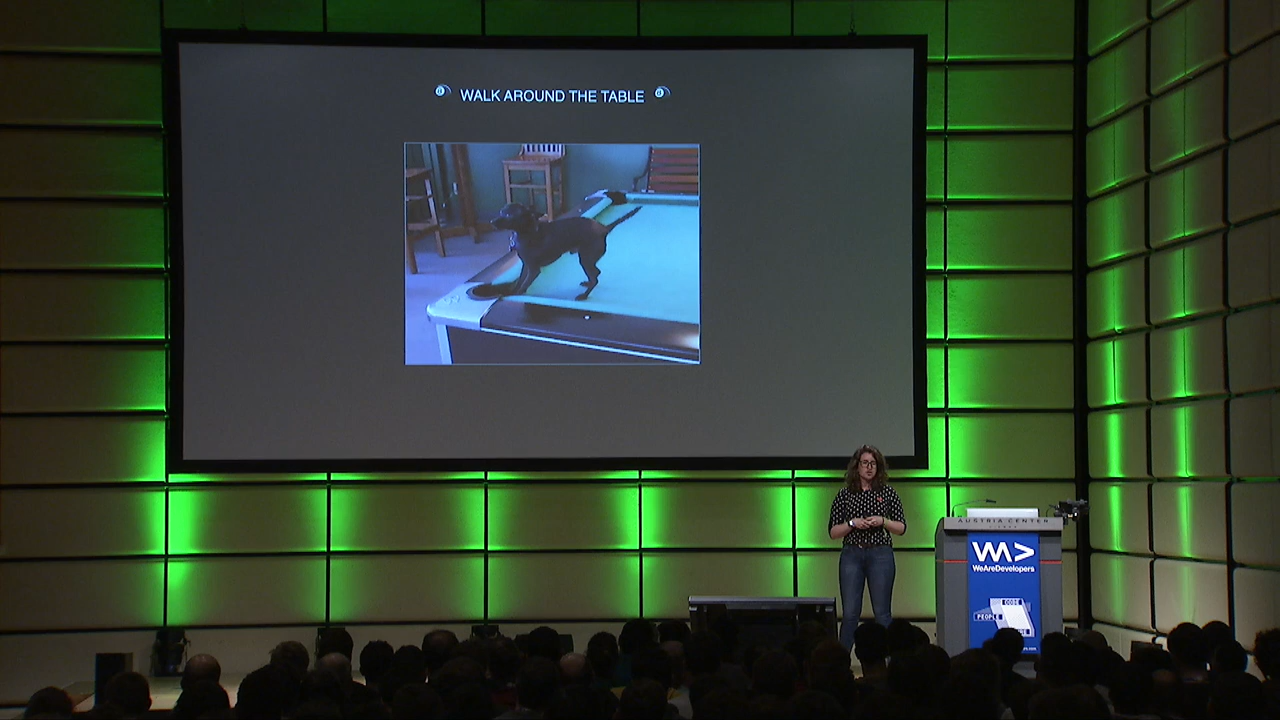 WALK AROUND THE TABLE
AUSTRIA CENTER
WeAreDevelopers
CODE
PEOPLE